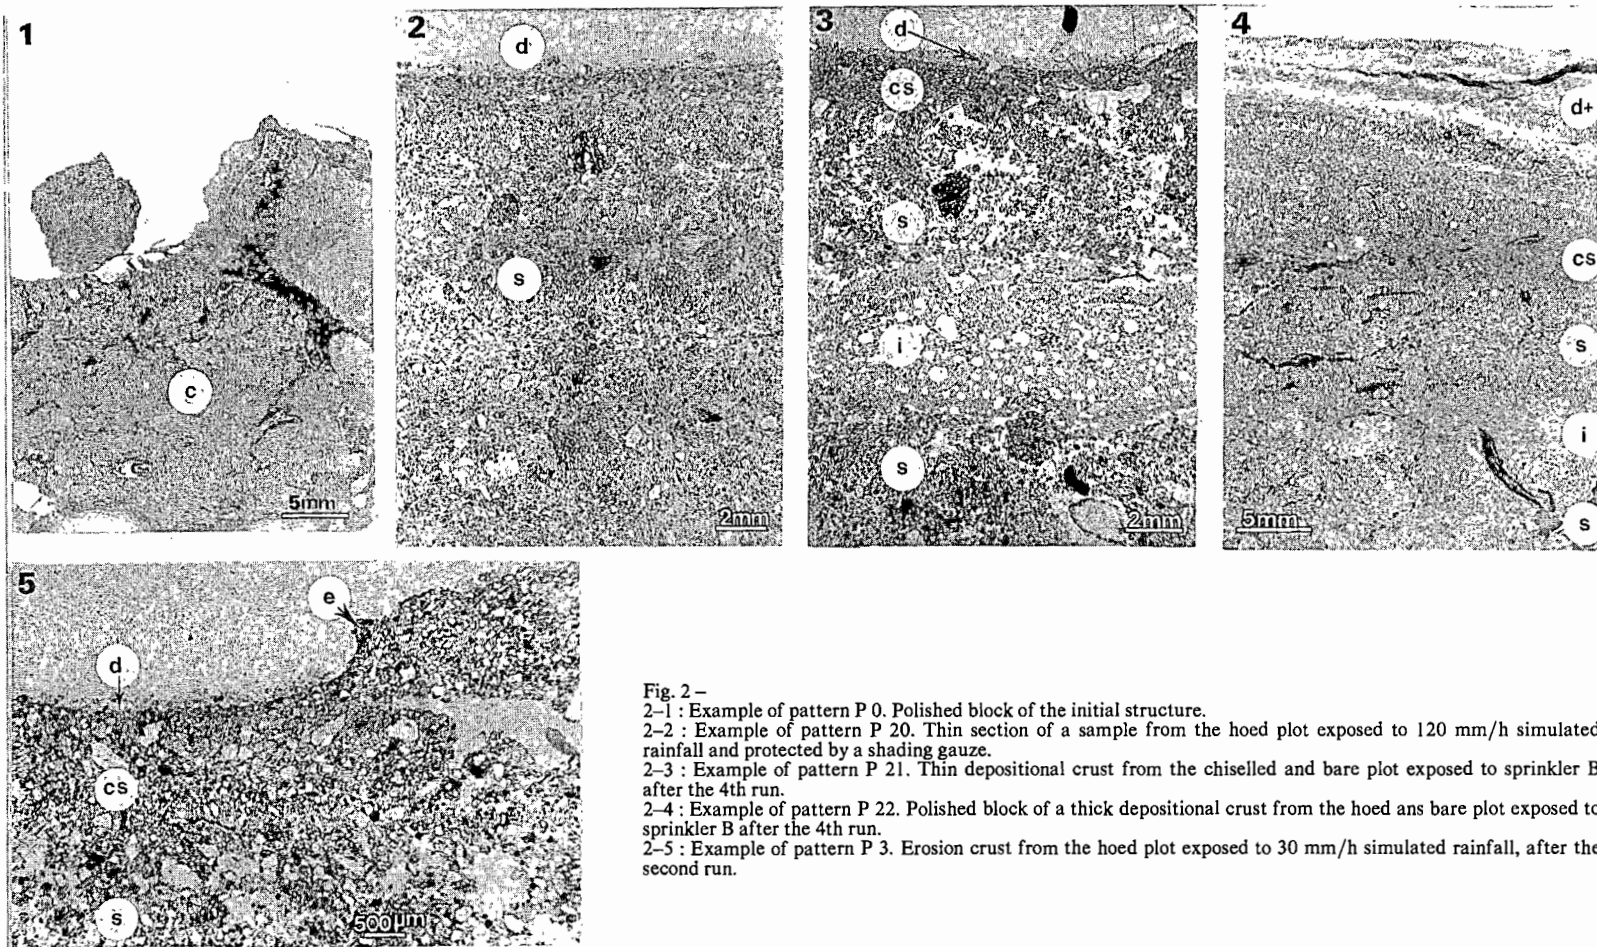 1
c
5mm
2
d
s
2mm
3
d
cs
s
i
s
2mm
4
d+
cs
s
i
s
5mm
5
e
d
cs
s
500µm
Fig. 2 –
2–1 : Example of pattern P 0. Polished block of the initial structure.
2–2 : Example of pattern P 20. Thin section of a sample from the hoed plot exposed to 120 mm/h simulated
rainfall and protected by a shading gauze.
2–3 : Example of pattern P 21. Thin depositional crust from the chiselled and bare plot exposed to sprinkler B
after the 4th run.
2–4 : Example of pattern P 22. Polished block of a thick depositional crust from the hoed ans bare plot exposed to
sprinkler B after the 4th run.
2–5 : Example of pattern P 3. Erosion crust from the hoed plot exposed to 30 mm/h simulated rainfall, after the
second run.